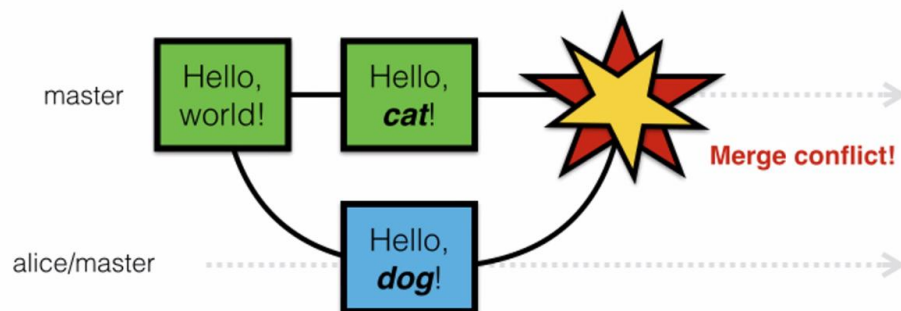 master
Hello,
world!
Hello,
cat!
Merge conflict!
alice/master
Hello,
dog!